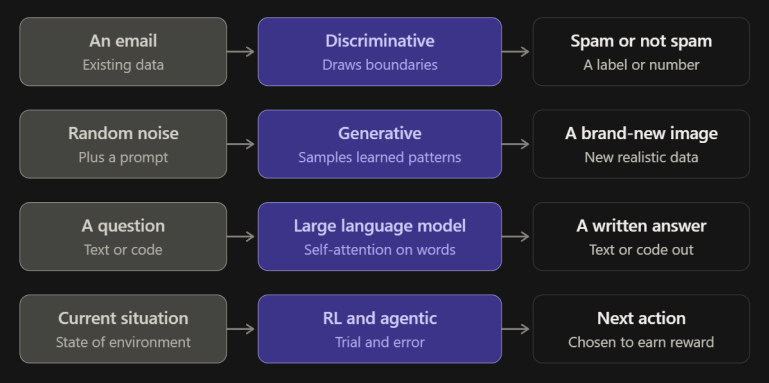 An email
Existing data
Discriminative
Draws boundaries
Spam or not spam
A label or number
Random noise
Plus a prompt
Generative
Samples learned patterns
A brand-new image
New realistic data
A question
Text or code
Large language model
Self-attention on words
A written answer
Text or code out
Current situation
State of environment
RL and agentic
Trial and error
Next action
Chosen to earn reward